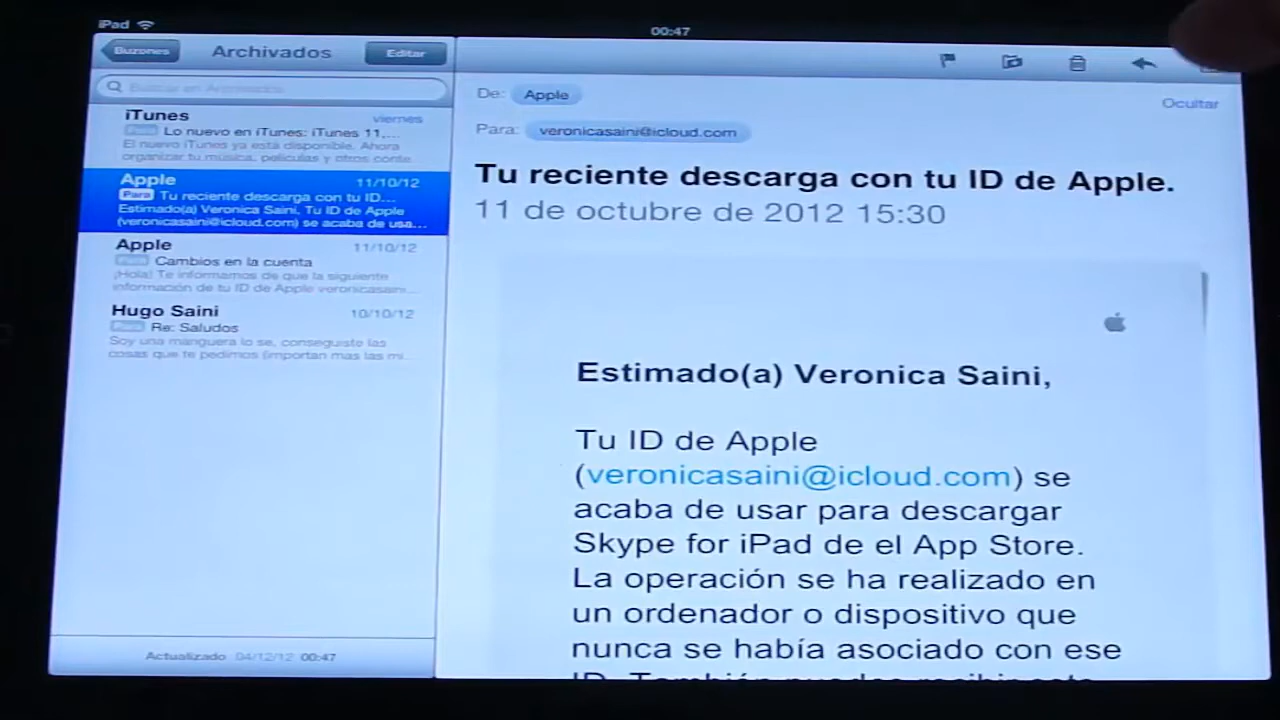 iPad
00:47
Buzones
Archivados
Editar
Buscar en Archivados
iTunes
viernes
Para Lo nuevo en iTunes: iTunes 11,...
El nuevo iTunes ya está disponible. Ahora
organizar tu música, películas y otros conte...
Apple
11/10/12
Para Tu reciente descarga con tu ID...
Estimado(a) Veronica Saini, Tu ID de Apple
(veronicasaini@icloud.com) se acaba de usa...
Apple
11/10/12
Para Cambios en la cuenta
¡Hola! Te informamos de que la siguiente
información de tu ID de Apple veronicasaini...
Hugo Saini
10/10/12
Para Re: Saludos
Soy una manguera lo se, conseguiste las
cosas que te pedimos (importan mas las mi...
Actualizado 04/12/12 00:47
De: Apple
Ocultar
Para: veronicasaini@icloud.com
Tu reciente descarga con tu ID de Apple.
11 de octubre de 2012 15:30
Estimado(a) Veronica Saini,
Tu ID de Apple
(veronicasaini@icloud.com) se
acaba de usar para descargar
Skype for iPad de el App Store.
La operación se ha realizado en
un ordenador o dispositivo que
nunca se había asociado con ese